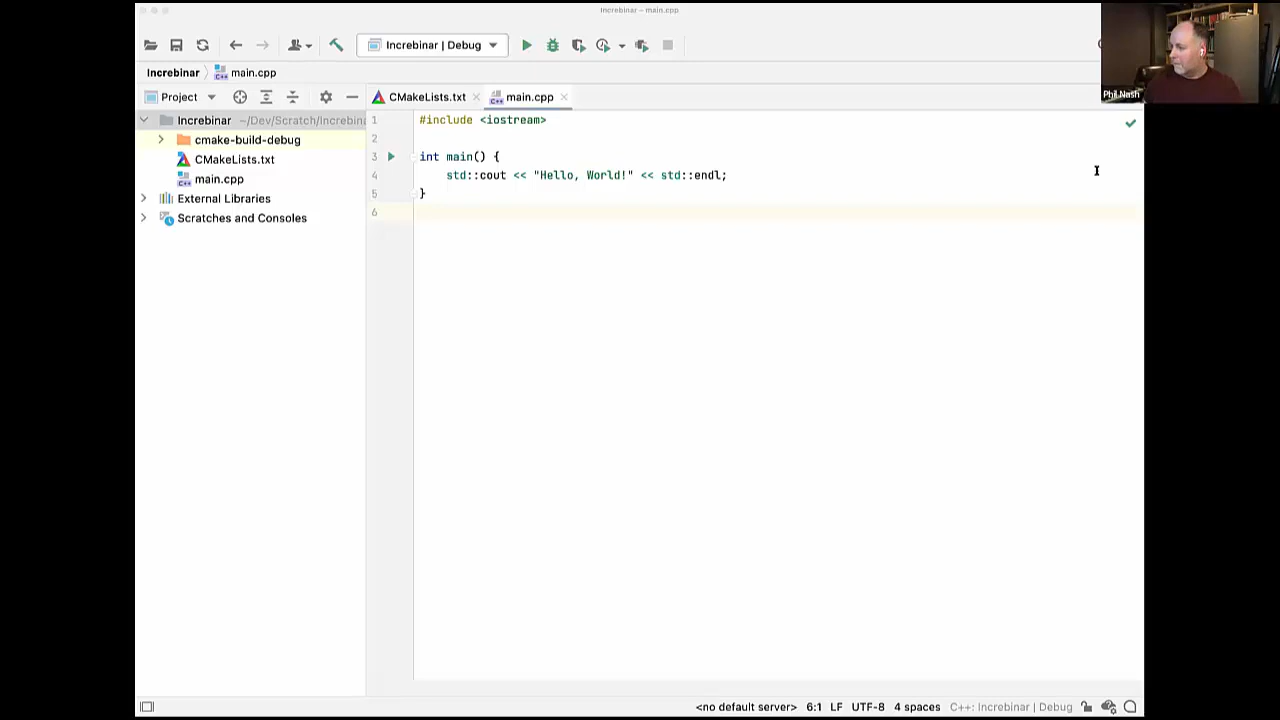 Increbinar – main.cpp
Increbinar | Debug
Increbinar
main.cpp
Project
CMakeLists.txt
main.cpp
Phil Nash
Increbinar ~/Dev/Scratch/Increbin
cmake-build-debug
CMakeLists.txt
main.cpp
External Libraries
Scratches and Consoles
1 #include <iostream>
2
3 int main() {
4 std::cout << "Hello, World!" << std::endl;
5 }
6
<no default server> 6:1 LF UTF-8 4 spaces C++: Increbinar | Debug